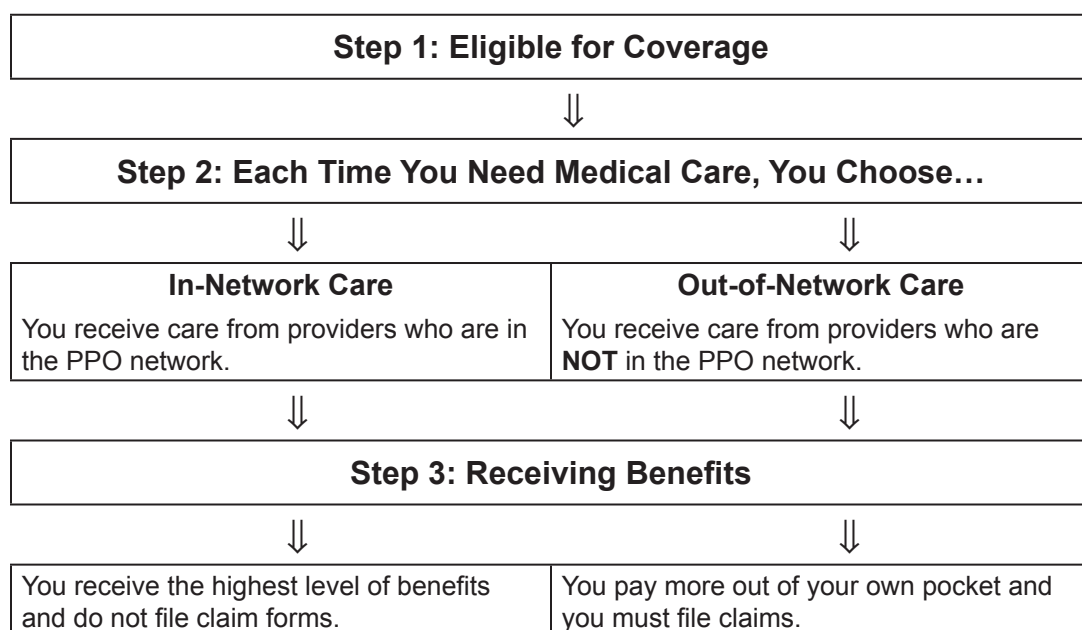 Step 1: Eligible for Coverage
⇓
Step 2: Each Time You Need Medical Care, You Choose…
⇓ ⇓
In-Network Care
You receive care from providers who are in
the PPO network.
Out-of-Network Care
You receive care from providers who are
NOT in the PPO network.
⇓ ⇓
Step 3: Receiving Benefits
⇓ ⇓
You receive the highest level of benefits
and do not file claim forms.
You pay more out of your own pocket and
you must file claims.